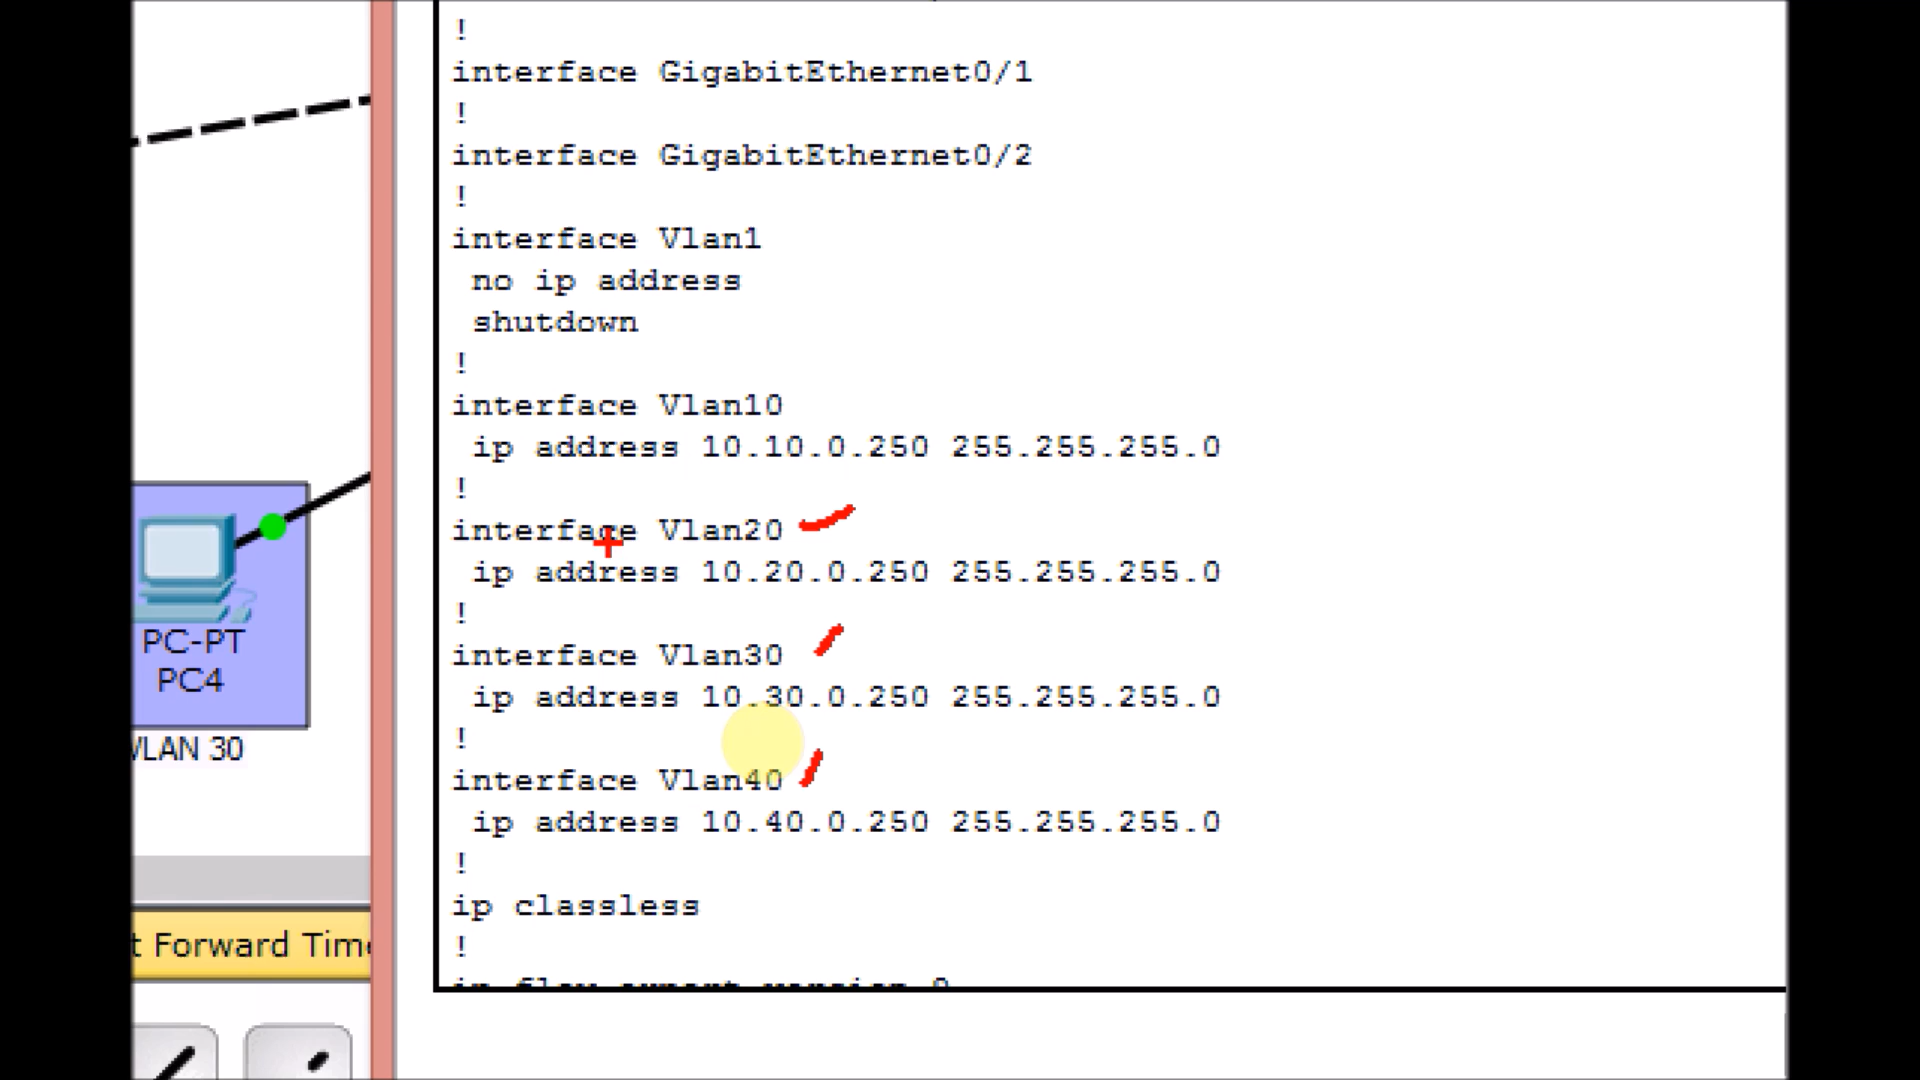 !
interface GigabitEthernet0/1
!
interface GigabitEthernet0/2
!
interface Vlan1
no ip address
shutdown
!
interface Vlan10
ip address 10.10.0.250 255.255.255.0
!
interface Vlan20
ip address 10.20.0.250 255.255.255.0
!
interface Vlan30
ip address 10.30.0.250 255.255.255.0
!
interface Vlan40
ip address 10.40.0.250 255.255.255.0
!
ip classless
!
PC-PT
PC4
VLAN 30
t Forward Time